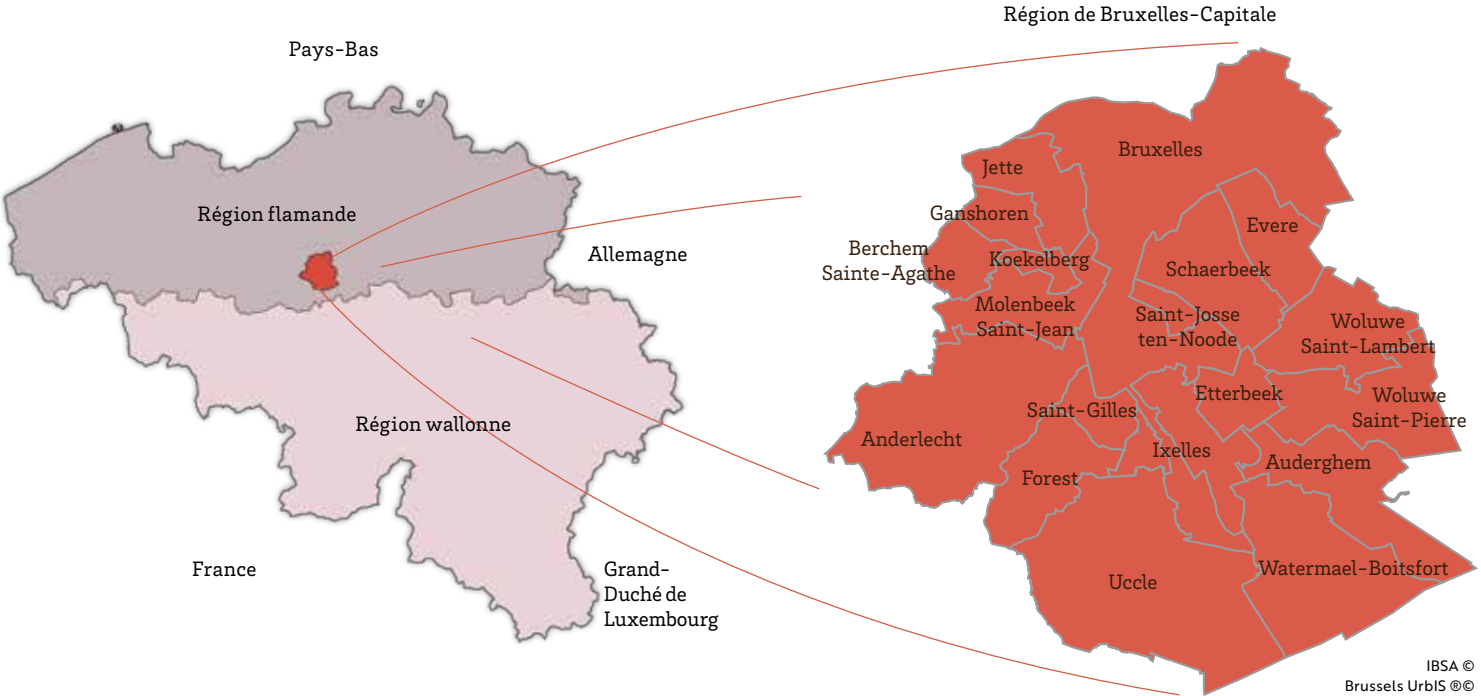 Région de Bruxelles-Capitale
Pays-Bas
Région flamande
Allemagne
Région wallonne
France
Grand-
Duché de
Luxembourg
Bruxelles
Jette
Ganshoren
Evere
Berchem
Sainte-Agathe
Koekelberg
Schaerbeek
Molenbeek
Saint-Jean
Saint-Josse
ten-Noode
Woluwe
Saint-Lambert
Etterbeek
Woluwe
Saint-Pierre
Saint-Gilles
Anderlecht
Ixelles
Auderghem
Forest
Uccle
Watermael-Boitsfort
IBSA ©
Brussels UrbIS ®©